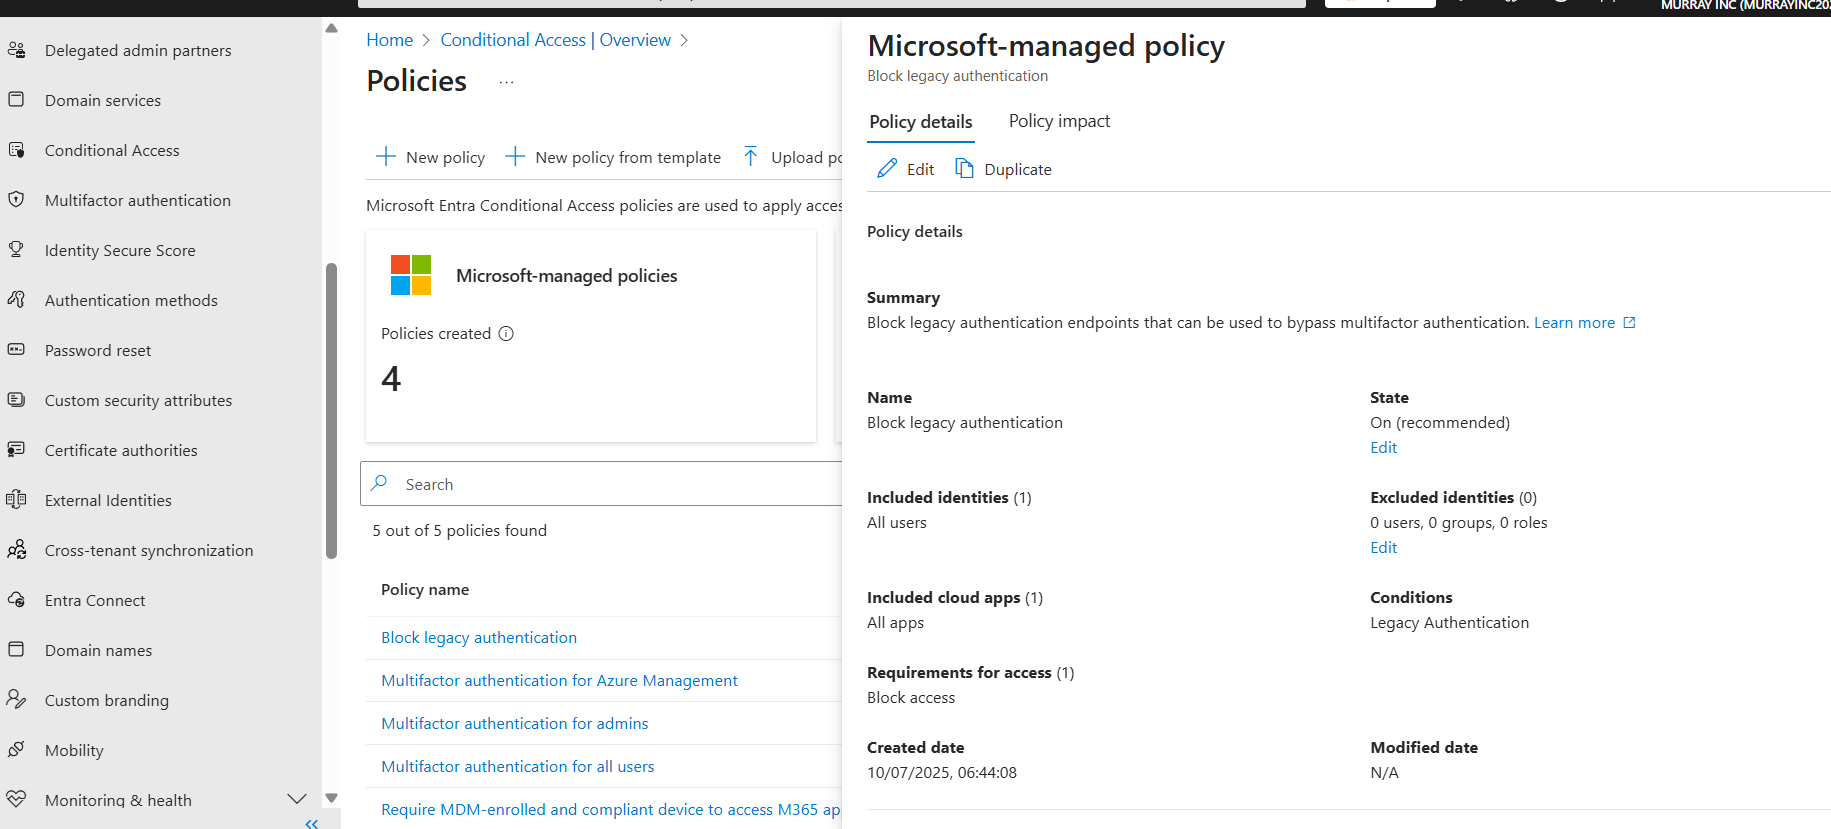 MURRAY INC (MURRAYINC202
Delegated admin partners
Domain services
Conditional Access
Multifactor authentication
Identity Secure Score
Authentication methods
Password reset
Custom security attributes
Certificate authorities
External Identities
Cross-tenant synchronization
Entra Connect
Domain names
Custom branding
Mobility
Monitoring & health
Home > Conditional Access | Overview >
Policies ...
New policy
New policy from template
Upload po
Microsoft Entra Conditional Access policies are used to apply acces
Microsoft-managed policies
Policies created
4
Search
5 out of 5 policies found
Policy name
Block legacy authentication
Multifactor authentication for Azure Management
Multifactor authentication for admins
Multifactor authentication for all users
Require MDM-enrolled and compliant device to access M365 ap
Microsoft-managed policy
Block legacy authentication
Policy details
Policy impact
Edit
Duplicate
Policy details
Summary
Block legacy authentication endpoints that can be used to bypass multifactor authentication. Learn more
Name
Block legacy authentication
State
On (recommended)
Edit
Included identities (1)
All users
Excluded identities (0)
0 users, 0 groups, 0 roles
Edit
Included cloud apps (1)
All apps
Conditions
Legacy Authentication
Requirements for access (1)
Block access
Created date
10/07/2025, 06:44:08
Modified date
N/A